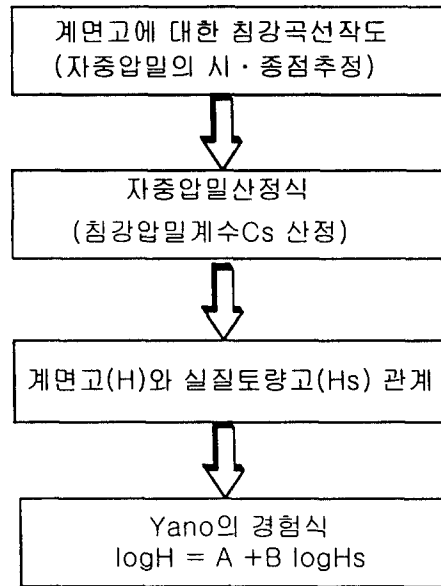 계면고에 대한 침강곡선작도
(자중압밀의 시·종점추정)
자중압밀산정식
(침강압밀계수Cs 산정)
계면고(H)와 실질토량고(Hs) 관계
Yano의 경험식
logH = A +B logHs